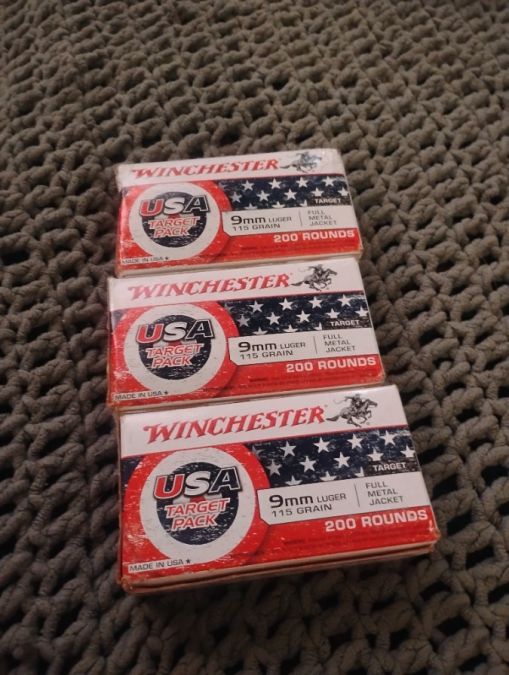 WINCHESTER
USA
TARGET
PACK
TARGET
9mm LUGER
115 GRAIN
FULL
METAL
JACKET
200 ROUNDS
MADE IN USA★
WINCHESTER
USA
TARGET
PACK
TARGET
9mm LUGER
115 GRAIN
FULL
METAL
JACKET
200 ROUNDS
MADE IN USA★
WINCHESTER
USA
TARGET
PACK
TARGET
9mm LUGER
115 GRAIN
FULL
METAL
JACKET
200 ROUNDS
MADE IN USA★